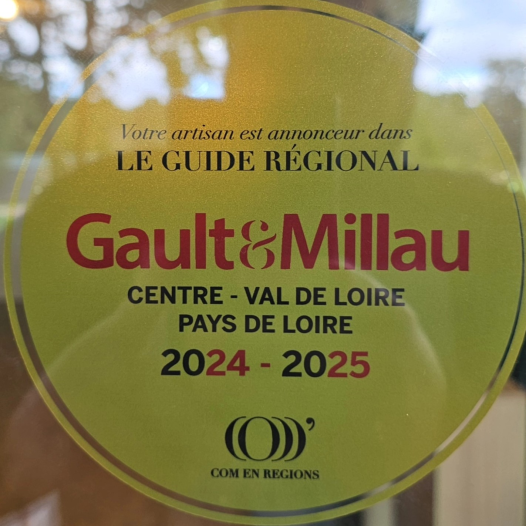 Votre artisan est annonceur dans
LE GUIDE RÉGIONAL
Gault&Millau
CENTRE - VAL DE LOIRE
PAYS DE LOIRE
2024 - 2025
COM EN REGIONS